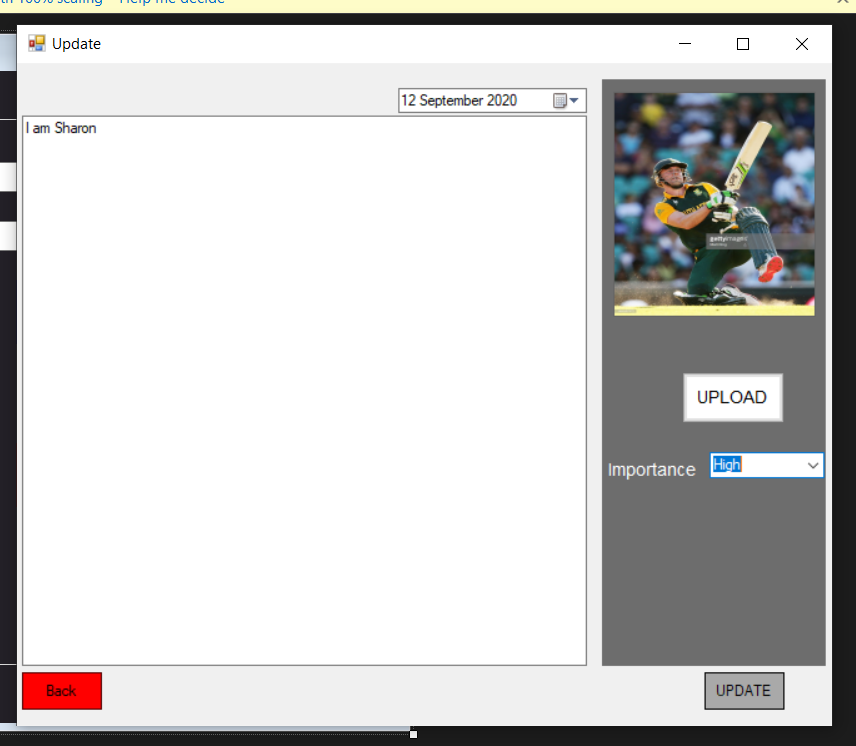 th 100% scaling Help me decide
Update
12 September 2020
I am Sharon
gettyimages
UPLOAD
Importance
High
Back
UPDATE